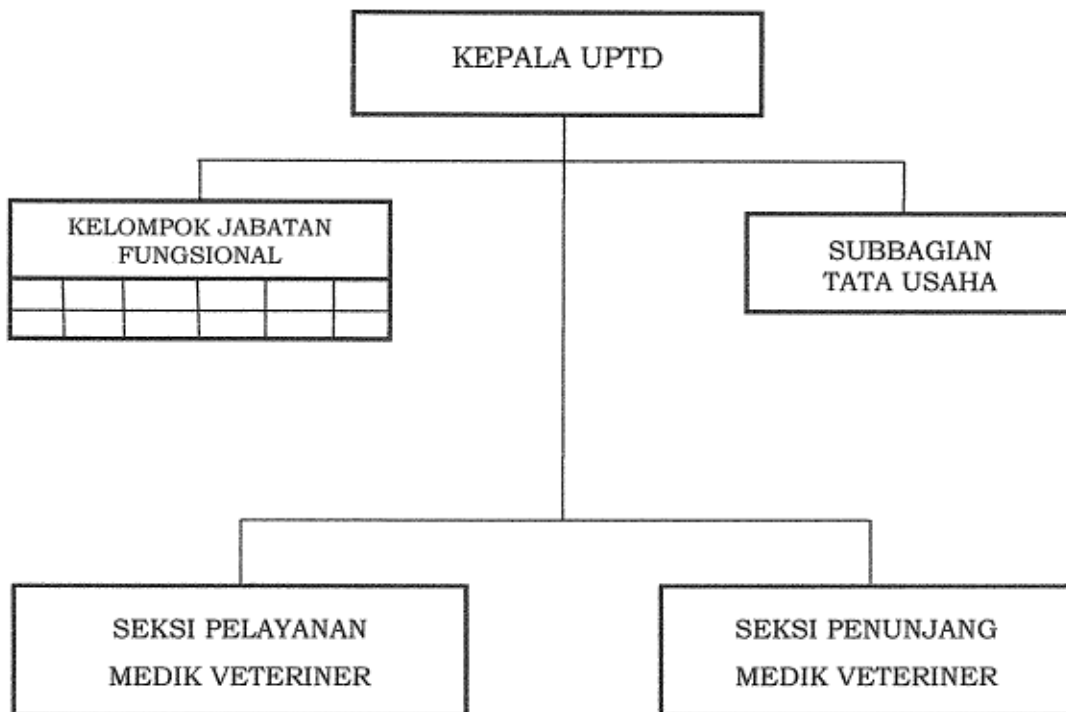 KEPALA UPTD
KELOMPOK JABATAN
FUNGSIONAL
SUBBAGIAN
TATA USAHA
SEKSI PELAYANAN
MEDIK VETERINER
SEKSI PENUNJANG
MEDIK VETERINER